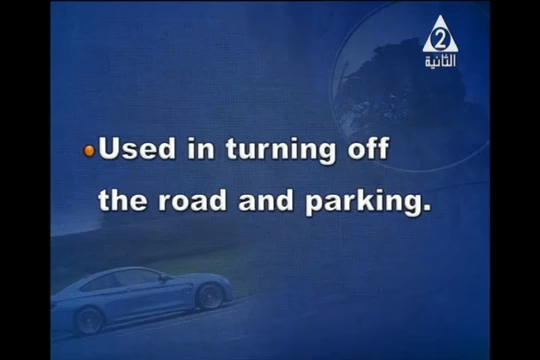 2
الثانية
Used in turning off
the road and parking.